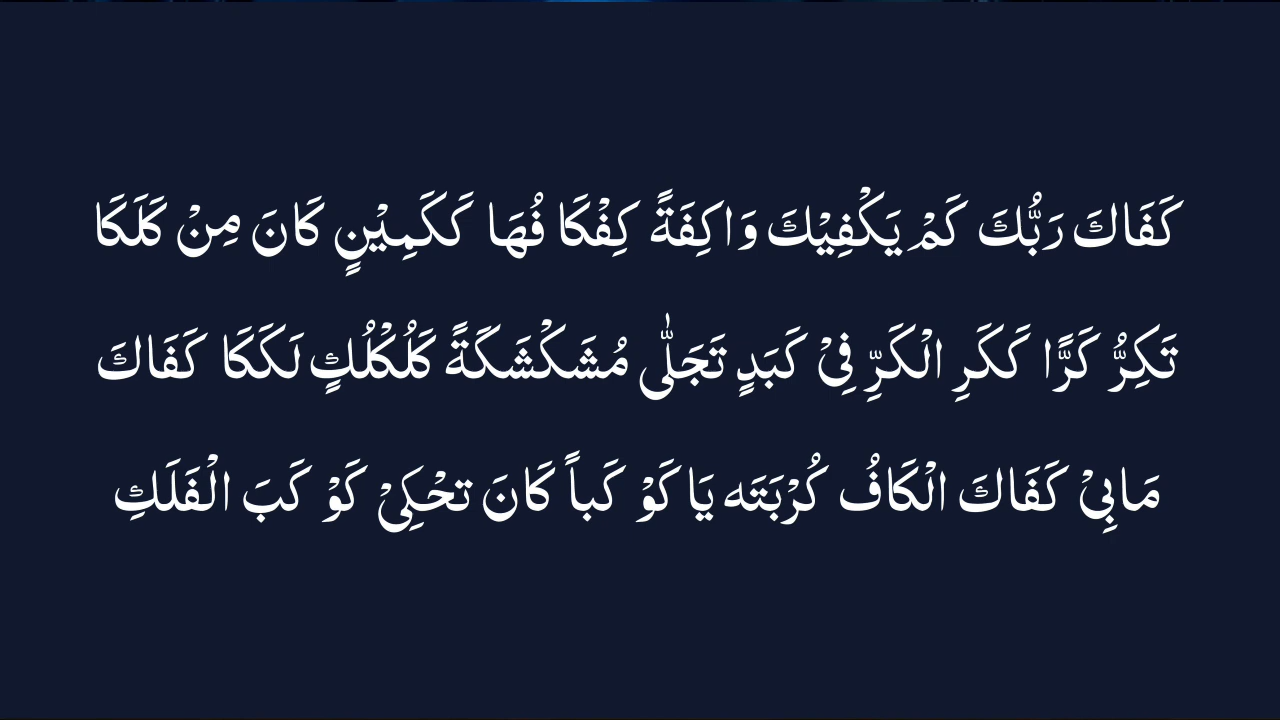 كَفَاكَ رَبُّكَ كَمْ يَكْفِيْكَ وَاكِفَةً كِفْكَا فُهَا كَكَمِيْنٍ كَانَ مِنْ كَلَكَا
تَكِرُّ كَرًّا كَكَرِ الْكَرِّ فِيْ كَبَدٍ تَجَلّٰى مُشَكْشَكَةً كَلُكْلُكٍ لَكَكَا كَفَاكَ
مَابِيْ كَفَاكَ الْكَافُ كُرْبَتَه يَا كَوْ كَباً كَانَ تحْكِىْ كَوْ كَبَ الْفَلَكِ